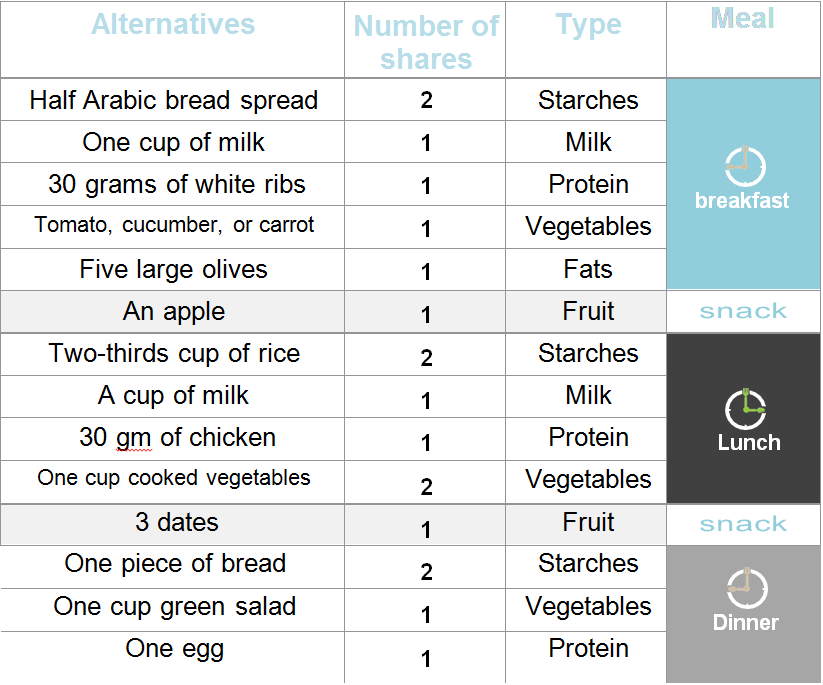 Alternatives Number of shares Type Meal
Half Arabic bread spread 2 Starches
One cup of milk 1 Milk
30 grams of white ribs 1 Protein
breakfast
Tomato, cucumber, or carrot 1 Vegetables
Five large olives 1 Fats
An apple 1 Fruit snack
Two-thirds cup of rice 2 Starches
A cup of milk 1 Milk
30 gm of chicken 1 Protein
Lunch
One cup cooked vegetables 2 Vegetables
3 dates 1 Fruit snack
One piece of bread 2 Starches
One cup green salad 1 Vegetables
Dinner
One egg 1 Protein